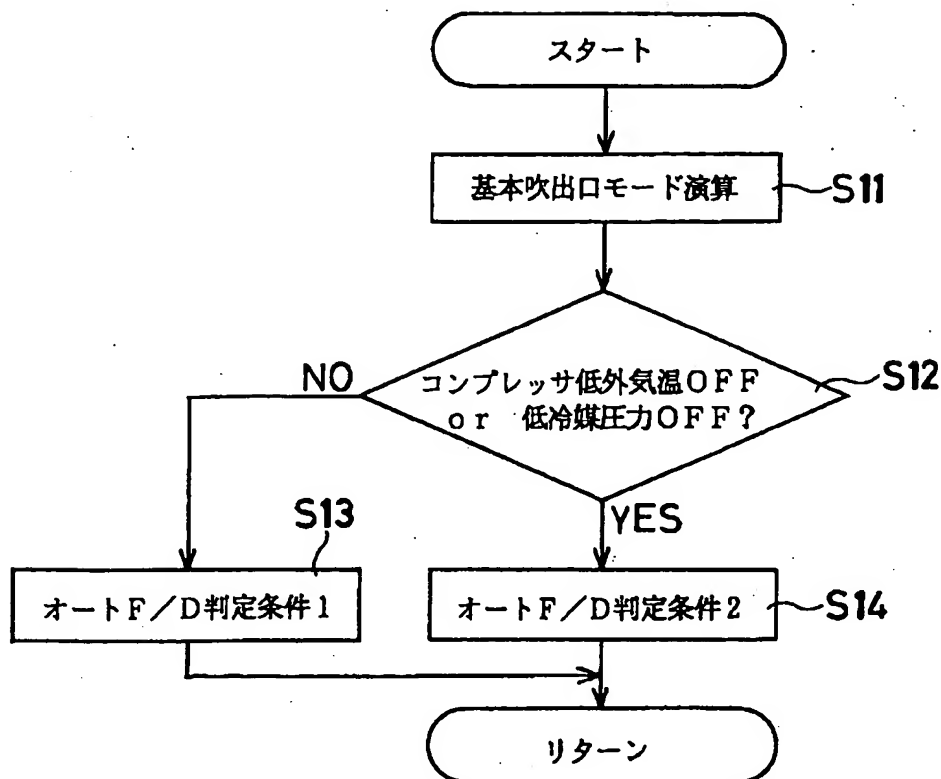 スタート
基本吹出口モード演算
S11
コンプレッサ低外気温OFF
or 低冷媒圧力OFF?
S12
NO
YES
S13
オートF/D判定条件1
オートF/D判定条件2
S14
リターン